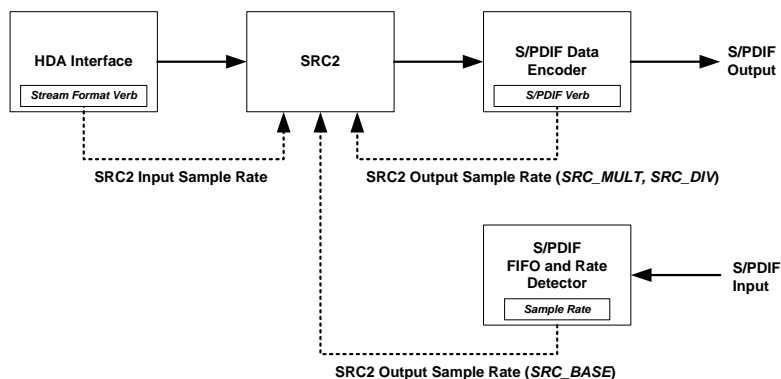 HDA Interface
Stream Format Verb
SRC2
S/PDIF Data
Encoder
S/PDIF Verb
S/PDIF
Output
SRC2 Input Sample Rate
SRC2 Output Sample Rate (SRC_MULT, SRC_DIV)
S/PDIF
FIFO and Rate
Detector
Sample Rate
S/PDIF
Input
SRC2 Output Sample Rate (SRC_BASE)